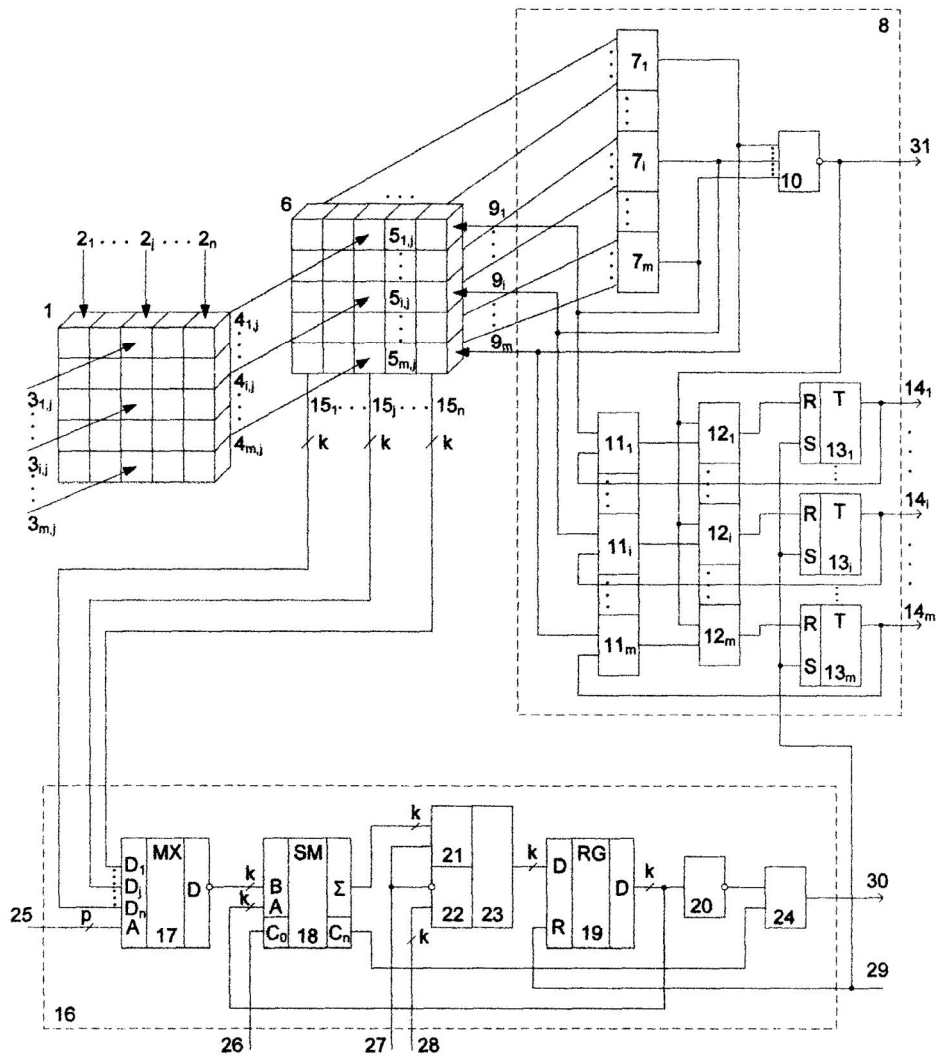 8
7₁
31
7ᵢ
10
6
9₁
2₁ . . . 2ⱼ . . . 2ₙ
5₁,ⱼ
7ₘ
1
4₁,ⱼ
9ᵢ
5ᵢ,ⱼ
9ₘ
5ₘ,ⱼ
3₁,ⱼ
4ᵢ,ⱼ
15₁ . . . 15ⱼ . . . 15ₙ
R T
14₁
3ᵢ,ⱼ
4ₘ,ⱼ
k k k
11₁
12₁
S 13₁
3ₘ,ⱼ
R T
14ᵢ
11ᵢ
12ᵢ
S 13ᵢ
R T
14ₘ
11ₘ
12ₘ
S 13ₘ
k
MX
SM
RG
D₁
Dⱼ
Dₙ
A
D
k
k
B
A
Σ
21
22
23
k
D
D
k
30
25
p
17
C₀
18
Cₙ
k
R
19
20
24
29
16
26
27
28